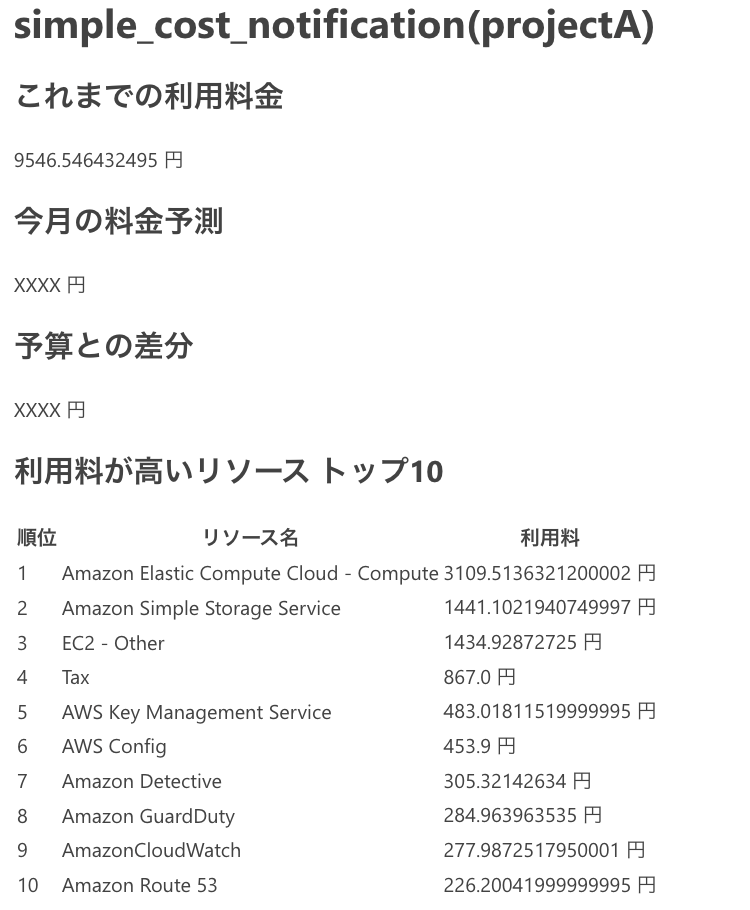 simple_cost_notification(projectA)
これまでの利用料金
9546.546432495 円
今月の料金予測
XXXX 円
予算との差分
XXXX 円
利用料が高いリソース トップ10
順位 リソース名 利用料
1 Amazon Elastic Compute Cloud - Compute 3109.5136321200002 円
2 Amazon Simple Storage Service 1441.1021940749997 円
3 EC2 - Other 1434.92872725 円
4 Tax 867.0 円
5 AWS Key Management Service 483.01811519999995 円
6 AWS Config 453.9 円
7 Amazon Detective 305.32142634 円
8 Amazon GuardDuty 284.963963535 円
9 AmazonCloudWatch 277.9872517950001 円
10 Amazon Route 53 226.20041999999995 円